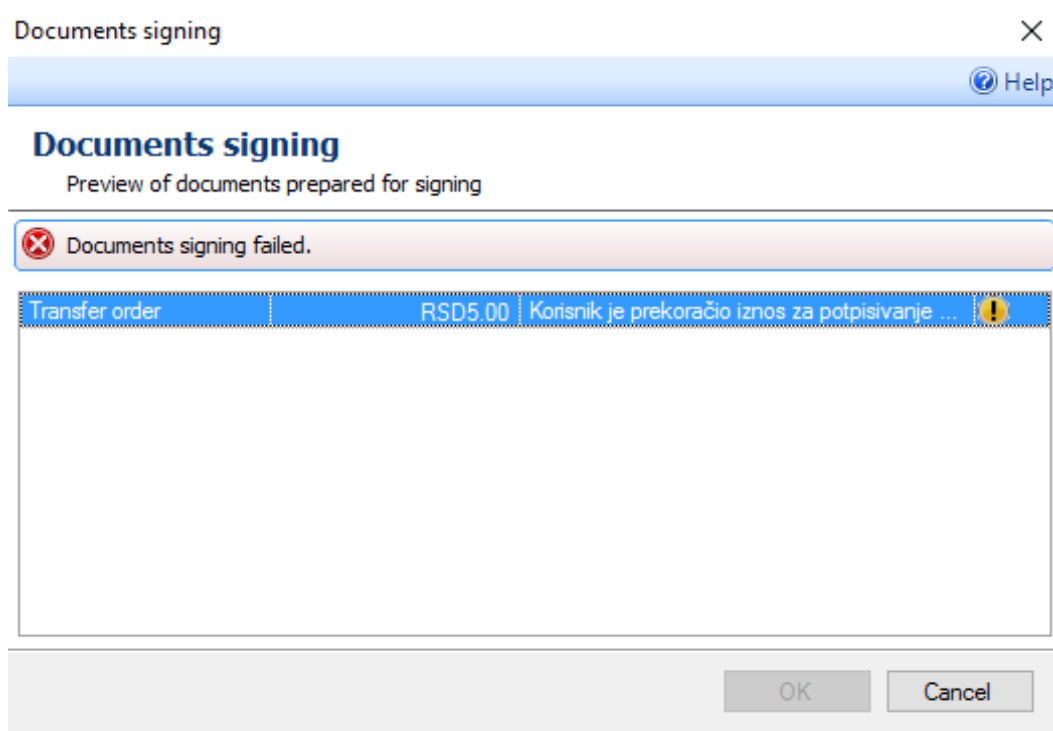 Documents signing
Help
Documents signing
Preview of documents prepared for signing
Documents signing failed.
Transfer order RSD5.00 Korisnik je prekoračio iznos za potpisivanje ...
OK Cancel